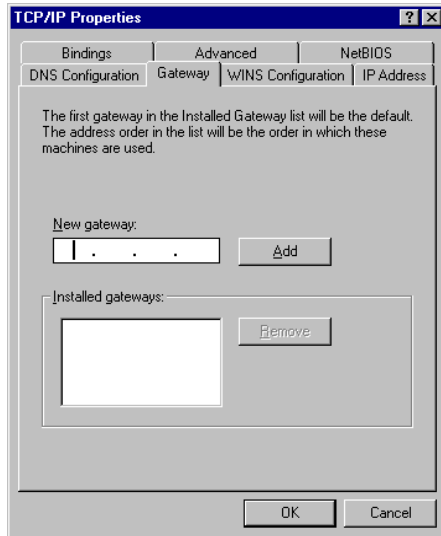 TCP/IP Properties
Bindings Advanced NetBIOS
DNS Configuration Gateway WINS Configuration IP Address
The first gateway in the Installed Gateway list will be the default.
The address order in the list will be the order in which these
machines are used.
New gateway:
. . .
Add
Installed gateways:
Remove
OK Cancel